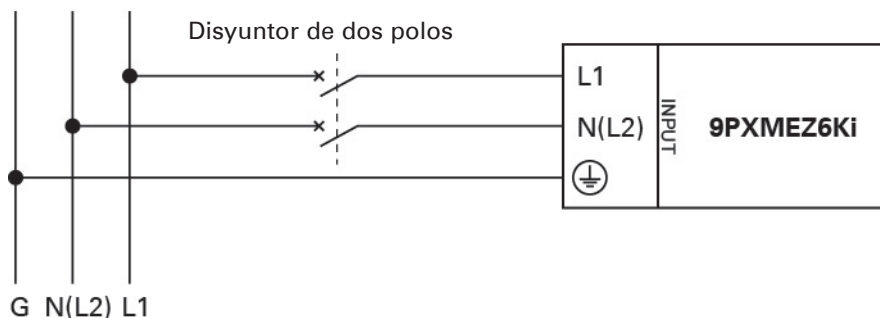 Disyuntor de dos polos
L1
N(L2)
INPUT
9PXMEZ6Ki
G N(L2) L1